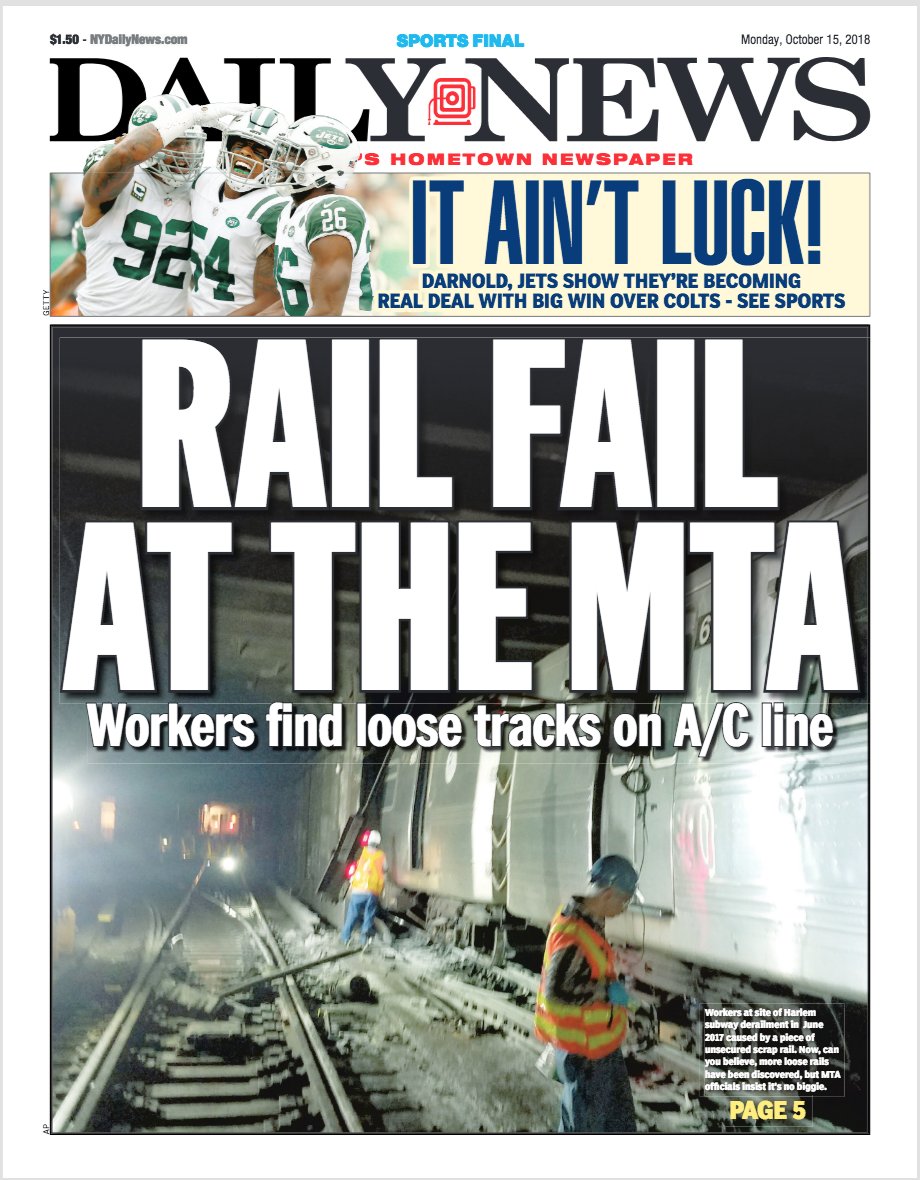 $1.50 - NYDailyNews.com
SPORTS FINAL
Monday, October 15, 2018
DAILY NEWS
'S HOMETOWN NEWSPAPER
IT AIN'T LUCK!
DARNOLD, JETS SHOW THEY'RE BECOMING
REAL DEAL WITH BIG WIN OVER COLTS - SEE SPORTS
JETS
92
54
26
GETTY
RAIL FAIL
AT THE MTA
Workers find loose tracks on A/C line
6
Workers at site of Harlem
subway derailment in June
2017 caused by a piece of
unsecured scrap rail. Now, can
you believe, more loose rails
have been discovered, but MTA
officials insist it's no biggie.
PAGE 5
AP